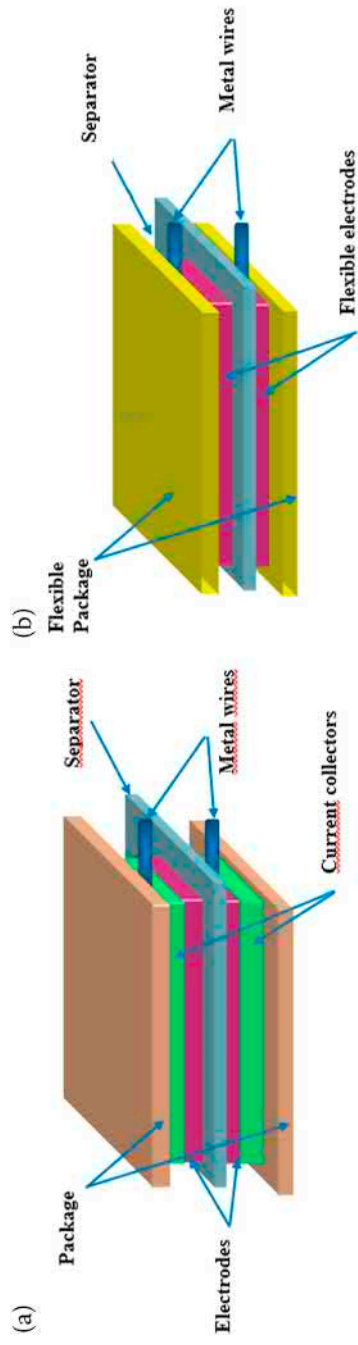 (a)
Package
Separator
Metal wires
Electrodes
Current collectors
(b)
Flexible
Package
Separator
Metal wires
Flexible electrodes